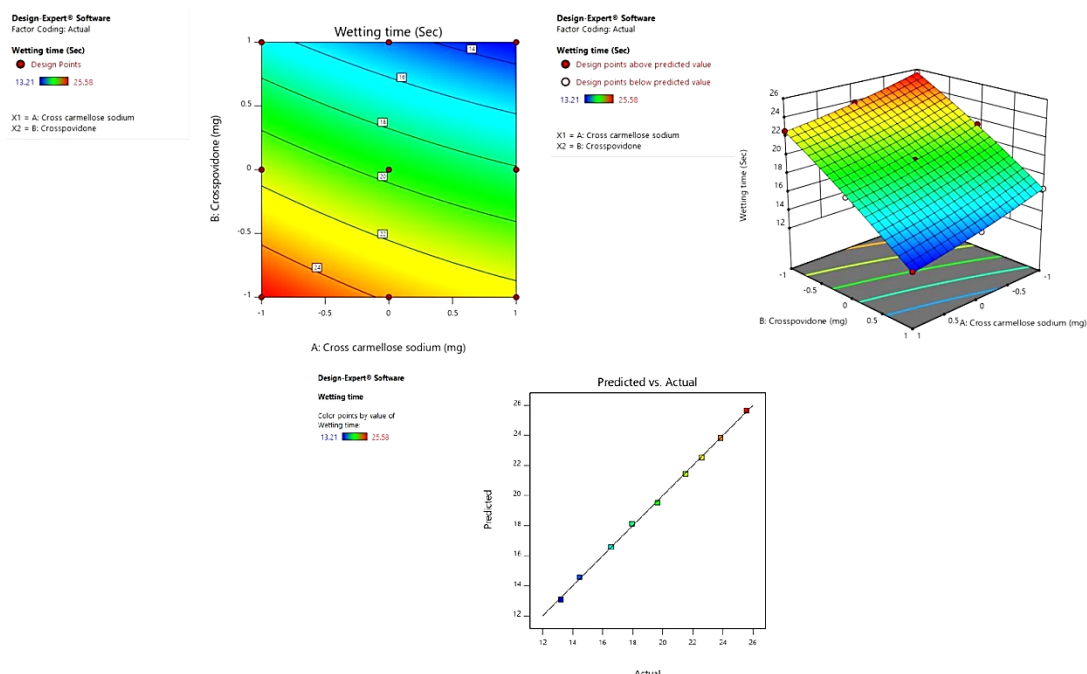 Design-Expert® Software
Factor Coding: Actual
Wetting time (Sec)
Design Points
13.21 25.58
X1 = A: Cross carmellose sodium (mg)
X2 = B: Crosspovidone (mg)
Wetting time (Sec)
B: Crosspovidone (mg)
1
0.5
0
-0.5
-1
14
16
18
20
22
24
-1 -0.5 0 0.5 1
A: Cross carmellose sodium (mg)
Design-Expert® Software
Factor Coding: Actual
Wetting time (Sec)
Design points above predicted value
Design points below predicted value
13.21 25.58
X1 = A: Cross carmellose sodium
X2 = B: Crosspovidone
Wetting time (Sec)
26
24
22
20
18
16
14
12
-1 -0.5 0 0.5 1
B: Crosspovidone (mg)
1 0.5 0 -0.5 -1
A: Cross carmellose sodium (mg)
Design-Expert® Software
Wetting time
Color points by value of
Wetting time:
13.21 25.58
Predicted vs. Actual
Predicted
26
24
22
20
18
16
14
12
12 14 16 18 20 22 24 26
Actual